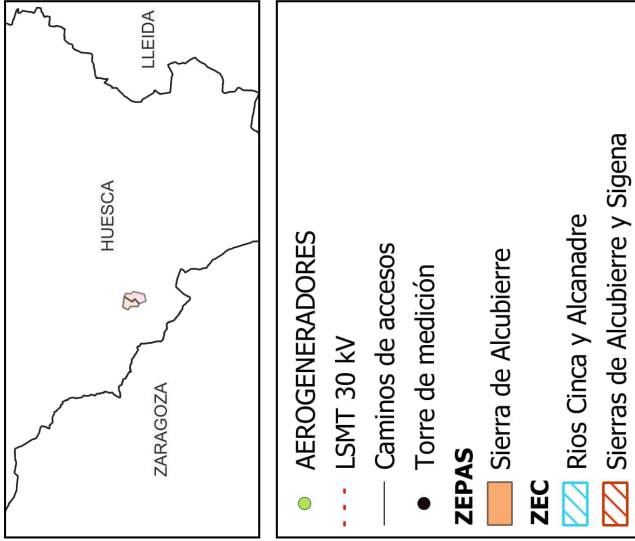 LLEIDA
HUESCA
ZARAGOZA
AEROGENERADORES
LSMT 30 kV
Caminos de accesos
Torre de medición
ZEPAS
Sierra de Alcubierre
ZEC
Rios Cinca y Alcanadre
Sierras de Alcubierre y Sigena